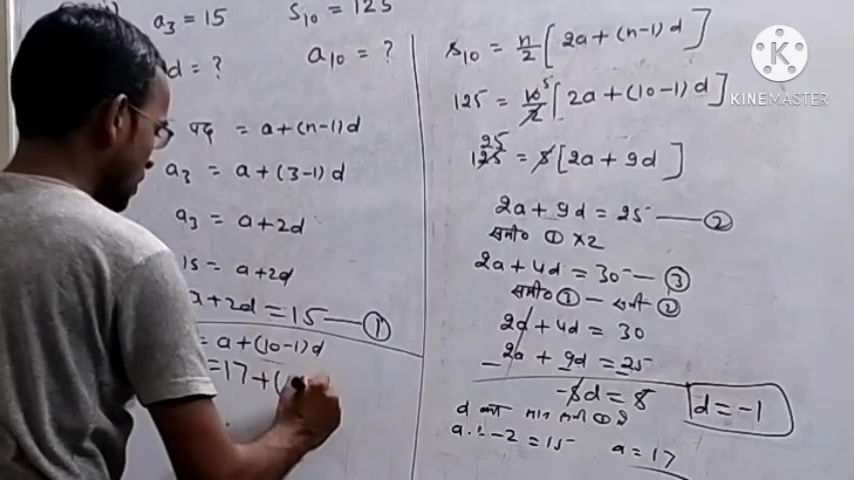 a₃ = 15 S₁₀ = 125
d = ? a₁₀ = ?
पद = a + (n-1)d
a₃ = a + (3-1)d
a₃ = a + 2d
15 = a + 2d
a + 2d = 15 — ①
= a + (10-1)d
= 17 + (
S₁₀ = n/2 [2a + (n-1)d]
125 = 10/2 5 [2a + (10-1)d]
25
125 = 5 [2a + 9d]
2a + 9d = 25 — ②
समी० ① × 2
2a + 4d = 30 — ③
समी० ③ – समी ②
2a + 4d = 30
- 2a + 9d = 25
-5d = 5 d = -1
d का मान समी ① में
a -2 = 15 a = 17
KINEMASTER